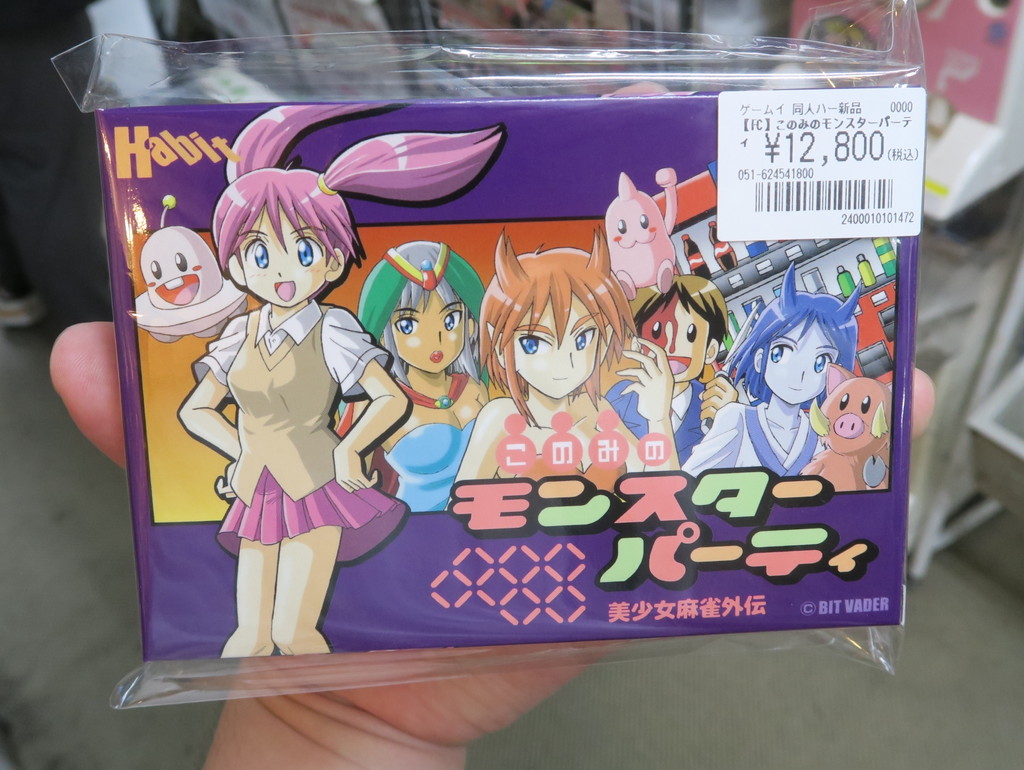 Habit
ゲームイ 同人ハー新品 0000
【FC】このみのモンスターパーテ
ィ ¥12,800(税込)
051-624541800
2400010101472
このみの
モンスター
パーティ
美少女麻雀外伝
© BIT VADER